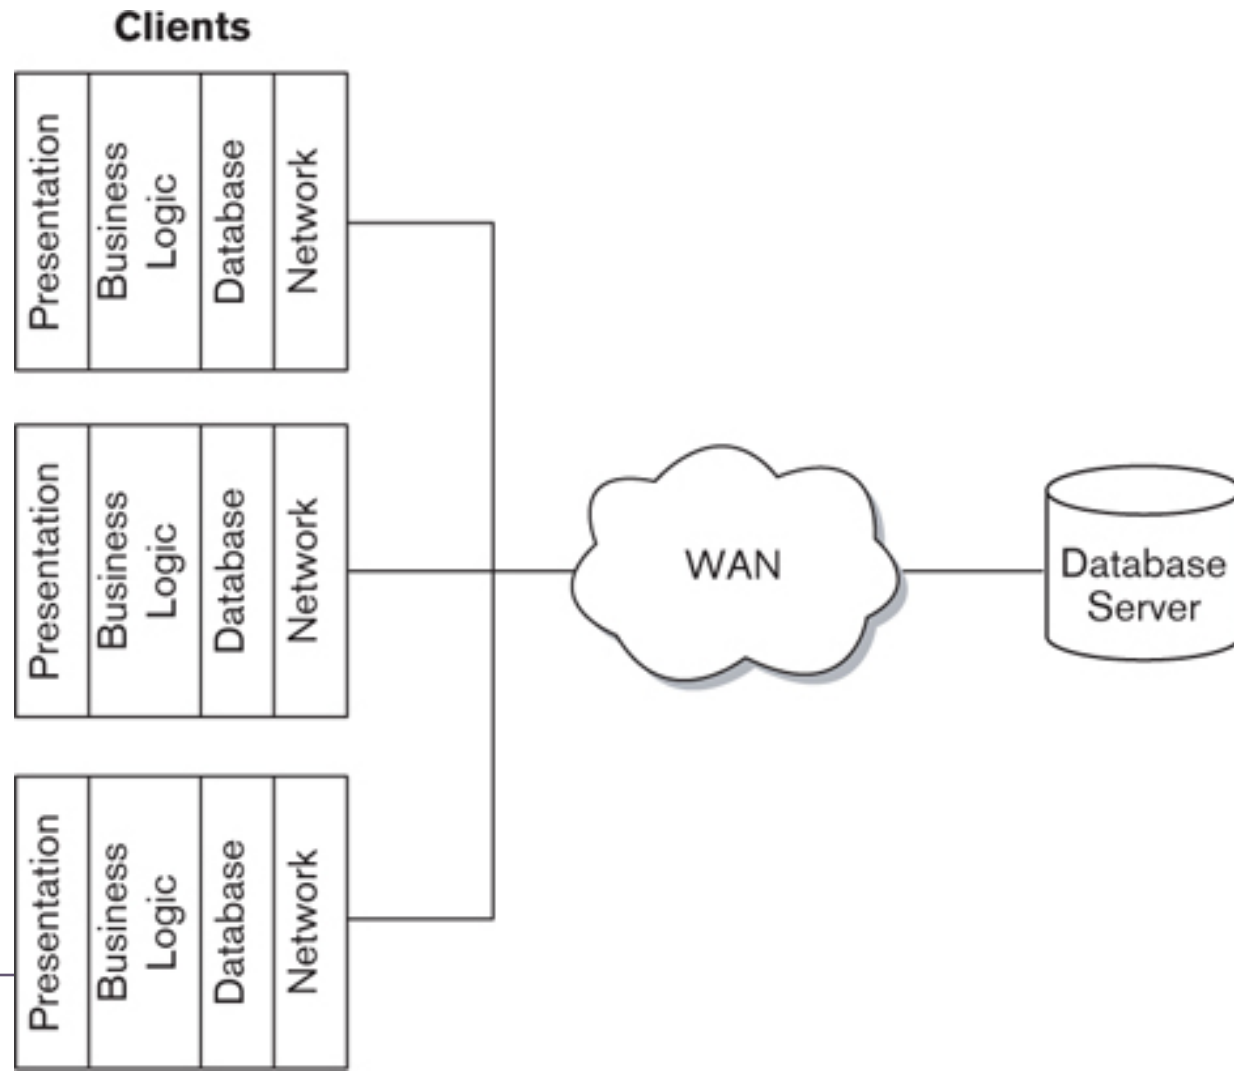 Clients
Presentation
Business
Logic
Database
Network
Presentation
Business
Logic
Database
Network
Presentation
Business
Logic
Database
Network
WAN
Database
Server